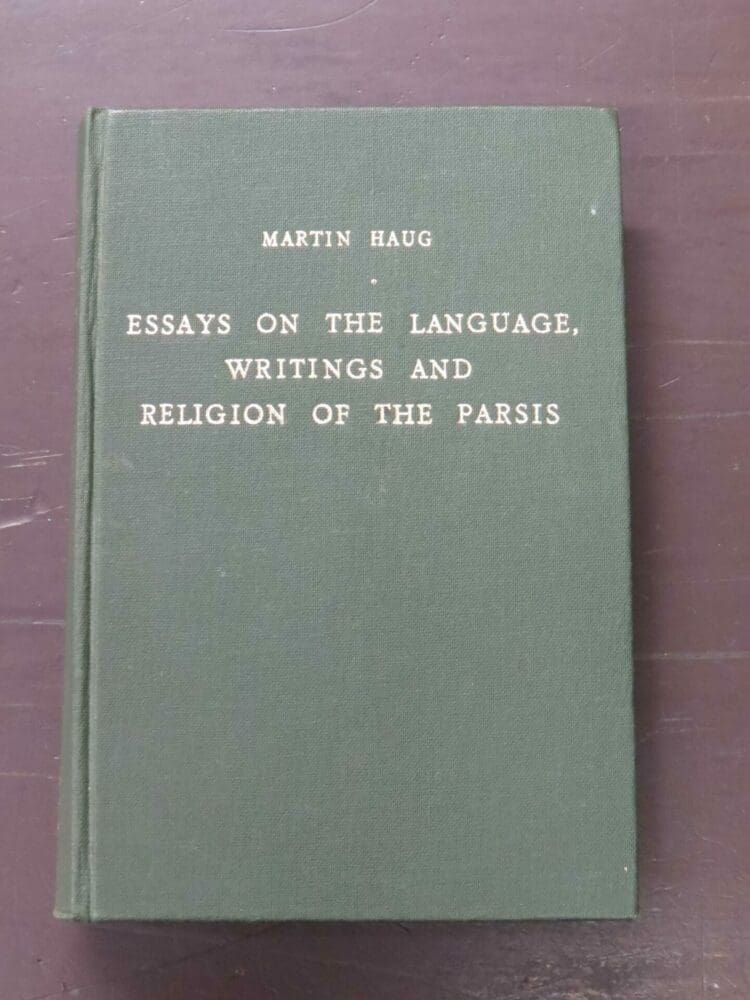 MARTIN HAUG
ESSAYS ON THE LANGUAGE,
WRITINGS AND
RELIGION OF THE PARSIS